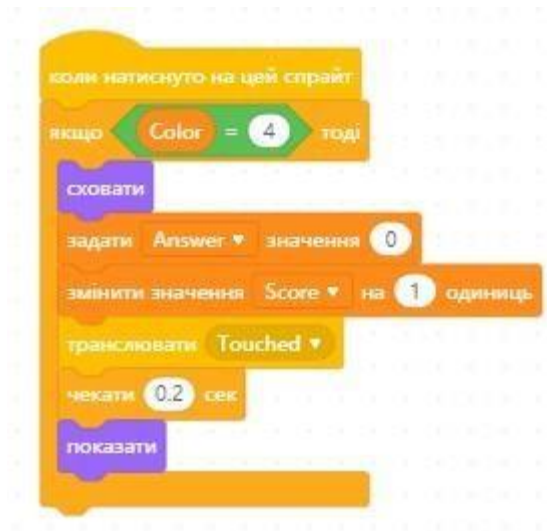 коли натиснуто на цей спрайт
якщо Color = 4 тоді
сховати
задати Answer значення 0
змінити значення Score на 1 одиниць
транслювати Touched
чекати 0.2 сек
показати